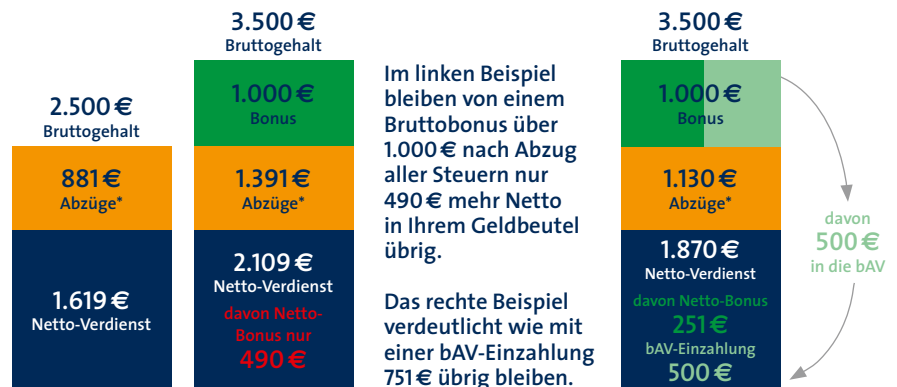 2.500 €
Bruttogehalt
881 €
Abzüge*
1.619 €
Netto-Verdienst
3.500 €
Bruttogehalt
1.000 €
Bonus
1.391 €
Abzüge*
2.109 €
Netto-Verdienst
davon Netto-
Bonus nur
490 €
Im linken Beispiel
bleiben von einem
Bruttobonus über
1.000 € nach Abzug
aller Steuern nur
490 € mehr Netto
in Ihrem Geldbeutel
übrig.
Das rechte Beispiel
verdeutlicht wie mit
einer bAV-Einzahlung
751 € übrig bleiben.
3.500 €
Bruttogehalt
1.000 €
Bonus
1.130 €
Abzüge*
1.870 €
Netto-Verdienst
davon Netto-Bonus
251 €
bAV-Einzahlung
500 €
davon
500 €
in die bAV